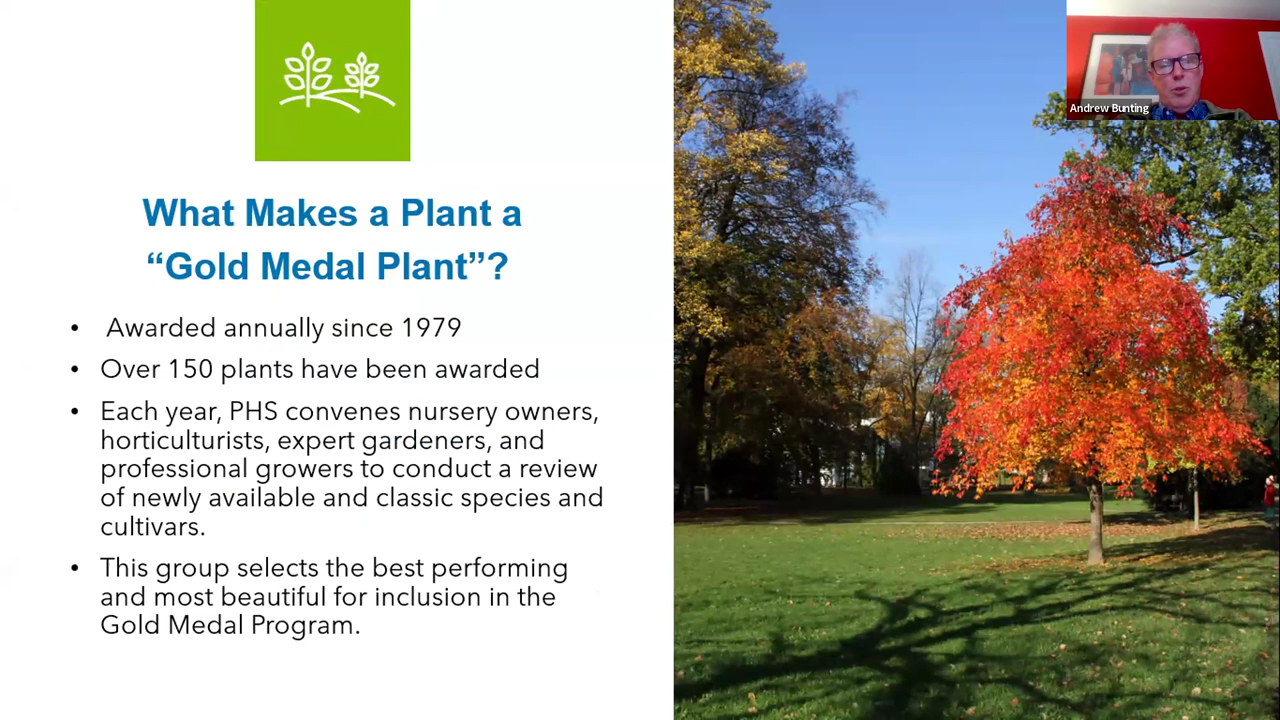 Andrew Bunting
What Makes a Plant a
“Gold Medal Plant”?
• Awarded annually since 1979
• Over 150 plants have been awarded
• Each year, PHS convenes nursery owners,
horticulturists, expert gardeners, and
professional growers to conduct a review
of newly available and classic species and
cultivars.
• This group selects the best performing
and most beautiful for inclusion in the
Gold Medal Program.